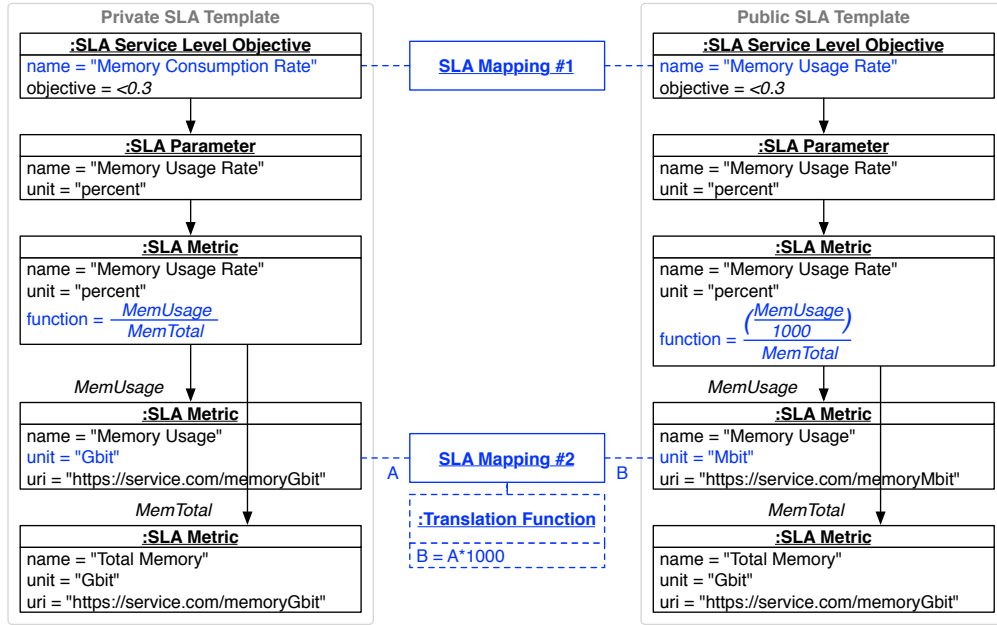 Private SLA Template
:SLA Service Level Objective
name = "Memory Consumption Rate"
objective = <0.3
:SLA Parameter
name = "Memory Usage Rate"
unit = "percent"
:SLA Metric
name = "Memory Usage Rate"
unit = "percent"
function = MemUsage
MemTotal
MemUsage
:SLA Metric
name = "Memory Usage"
unit = "Gbit"
uri = "https://service.com/memoryGbit"
MemTotal
:SLA Metric
name = "Total Memory"
unit = "Gbit"
uri = "https://service.com/memoryGbit"
SLA Mapping #1
SLA Mapping #2
A
B
:Translation Function
B = A*1000
Public SLA Template
:SLA Service Level Objective
name = "Memory Usage Rate"
objective = <0.3
:SLA Parameter
name = "Memory Usage Rate"
unit = "percent"
:SLA Metric
name = "Memory Usage Rate"
unit = "percent"
function = (MemUsage
1000)
MemTotal
MemUsage
:SLA Metric
name = "Memory Usage"
unit = "Mbit"
uri = "https://service.com/memoryMbit"
MemTotal
:SLA Metric
name = "Total Memory"
unit = "Gbit"
uri = "https://service.com/memoryGbit"